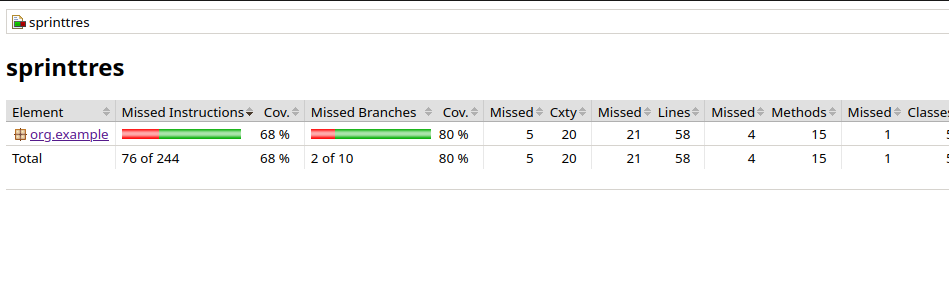 sprinttres
sprinttres
Element Missed Instructions Cov. Missed Branches Cov. Missed Cxty Missed Lines Missed Methods Missed Classes
org.example 68 % 80 % 5 20 21 58 4 15 1
Total 76 of 244 68 % 2 of 10 80 % 5 20 21 58 4 15 1